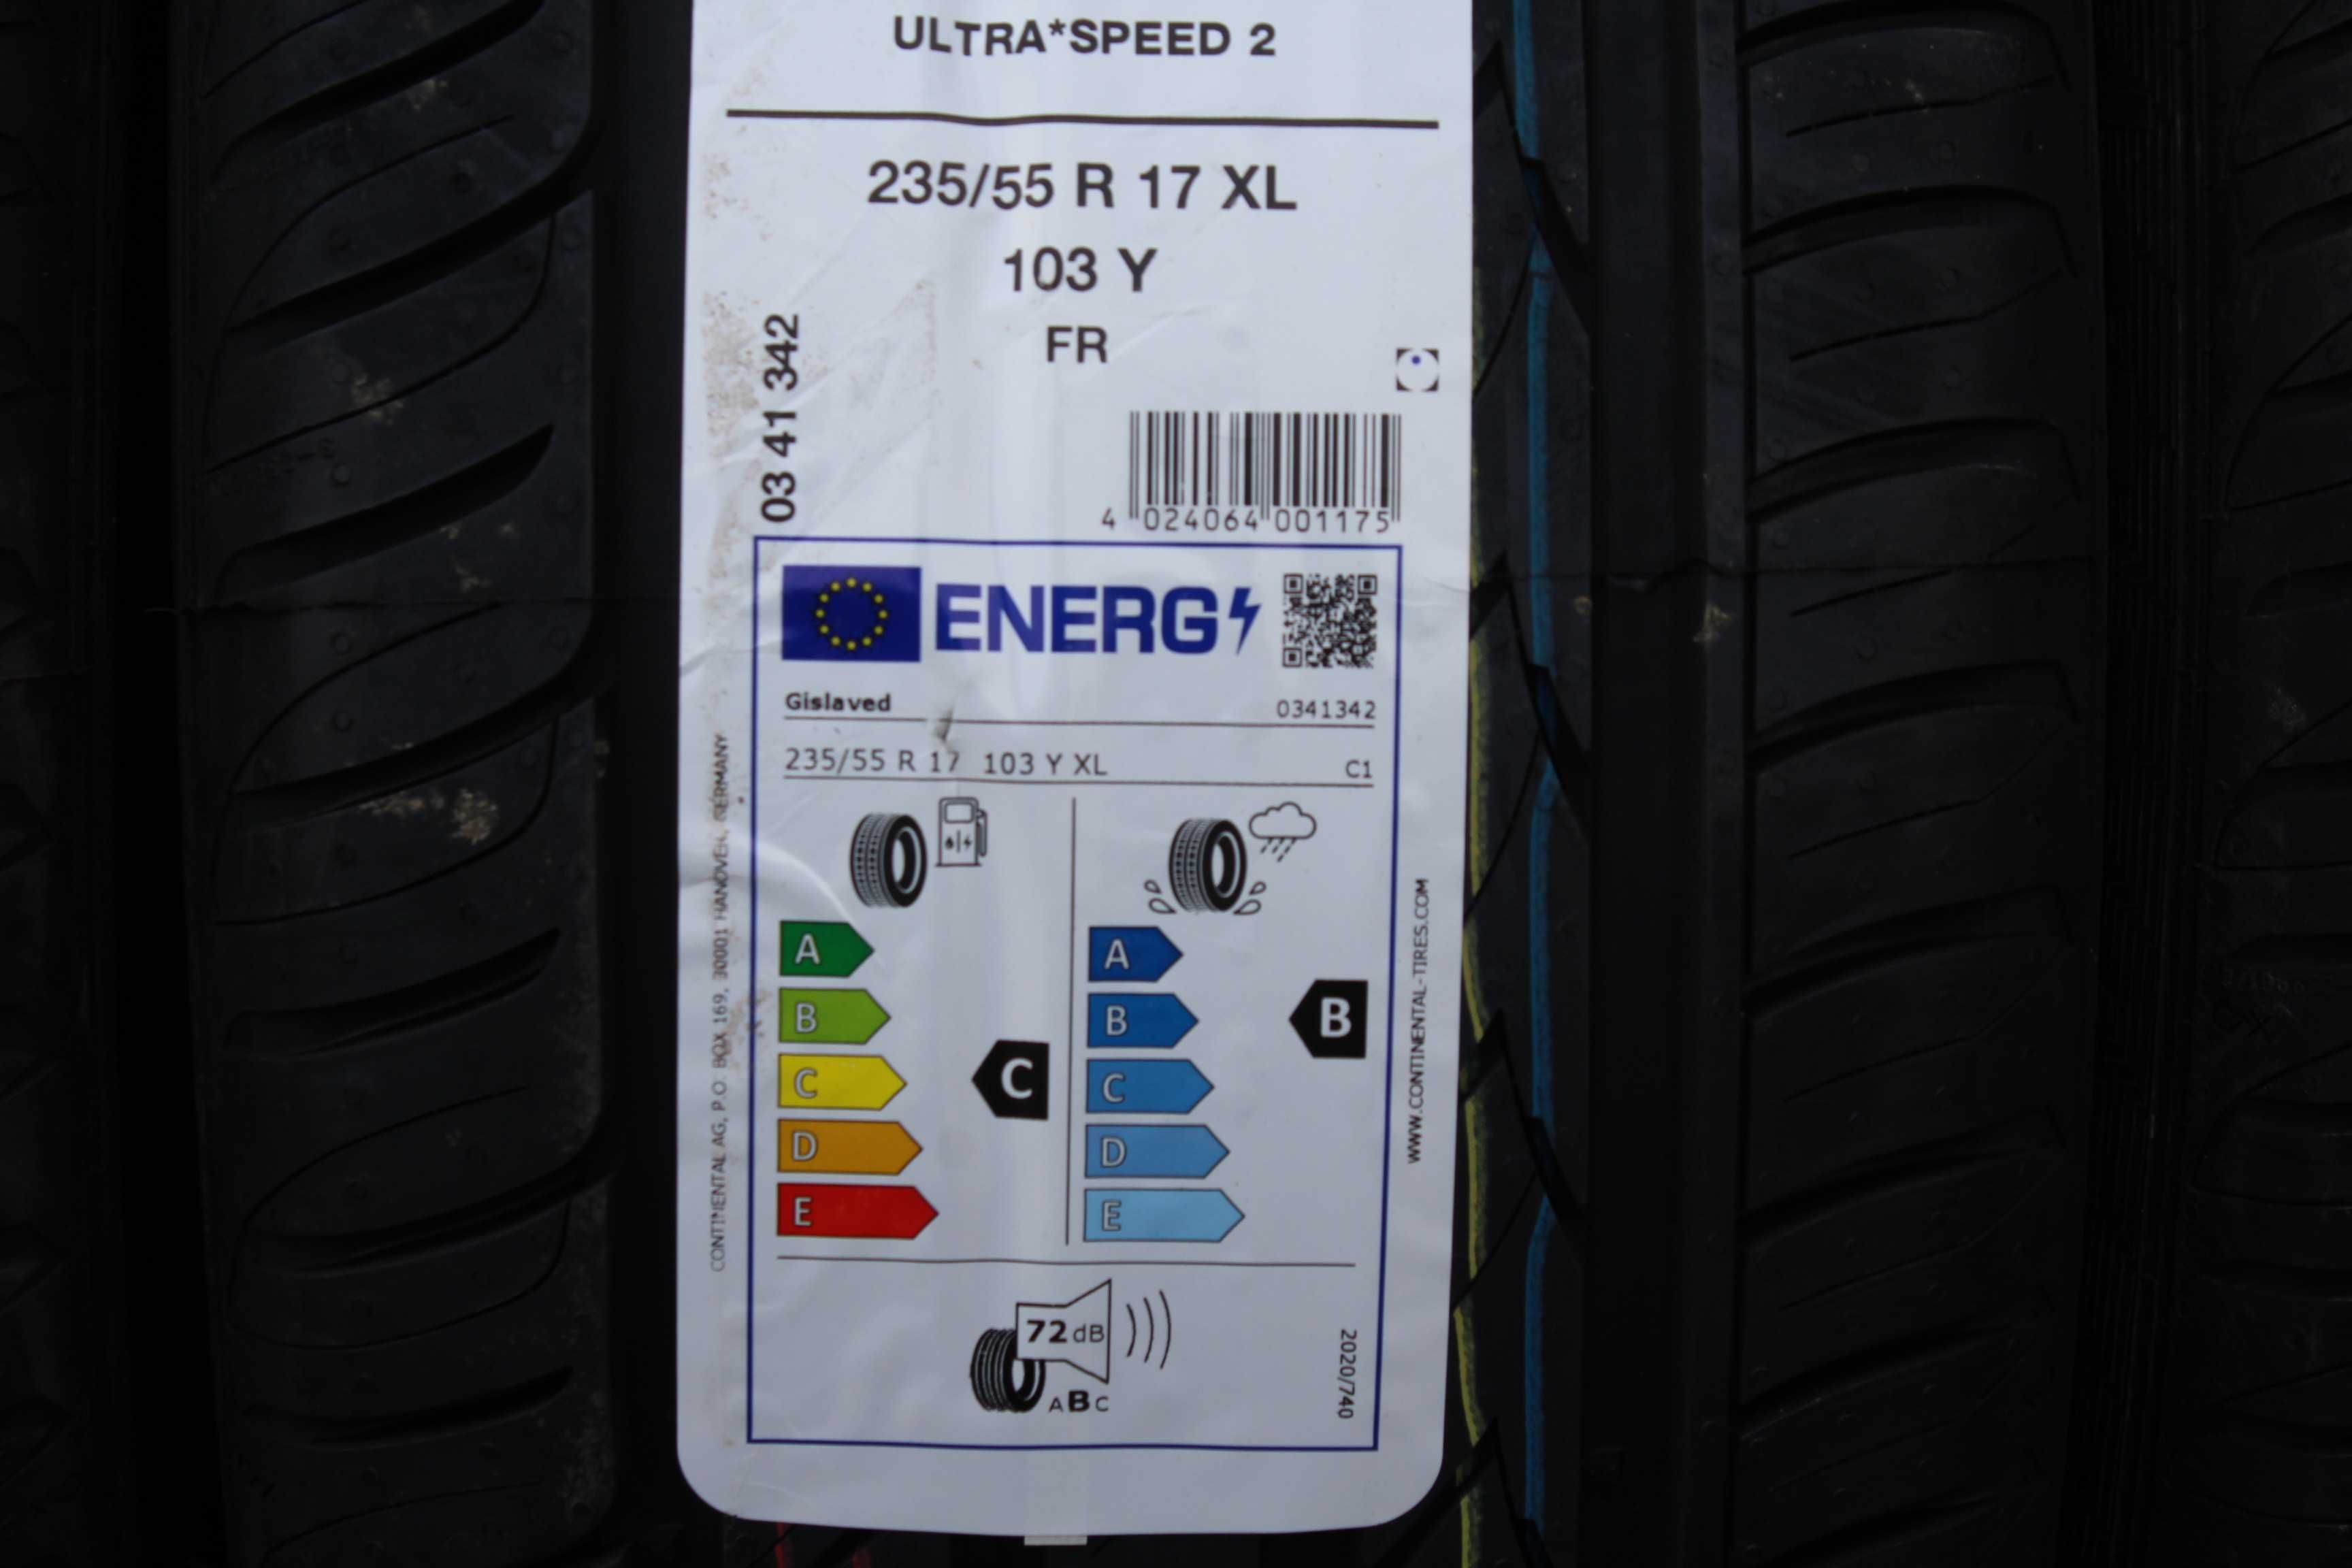 ULTRA*SPEED 2
235/55 R 17 XL
103 Y
FR
03 41 342
4 024064 001175
ENERG
Gislaved 0341342
235/55 R 17 103 Y XL C1
A A
B B B
C C C
D D
E E
72 dB
A B C
2020/740
CONTINENTAL AG, P.O. BOX 169, 30001 HANOVER, GERMANY
WWW.CONTINENTAL-TIRES.COM